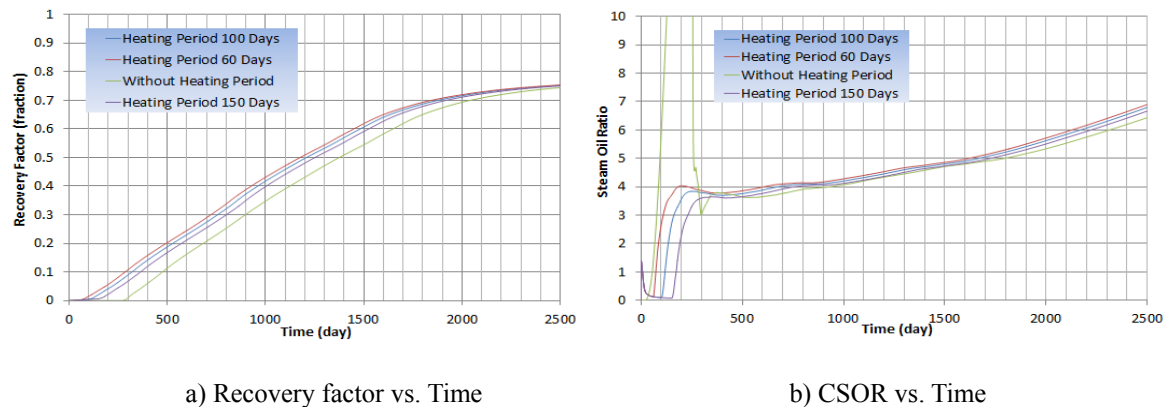 1
0.9
0.8
0.7
0.6
0.5
0.4
0.3
0.2
0.1
0
Recovery Factor (fraction)
Heating Period 100 Days
Heating Period 60 Days
Without Heating Period
Heating Period 150 Days
0 500 1000 1500 2000 2500
Time (day)
10
9
8
7
6
5
4
3
2
1
0
Steam Oil Ratio
Heating Period 100 Days
Heating Period 60 Days
Without Heating Period
Heating Period 150 Days
0 500 1000 1500 2000 2500
Time (day)
a) Recovery factor vs. Time
b) CSOR vs. Time